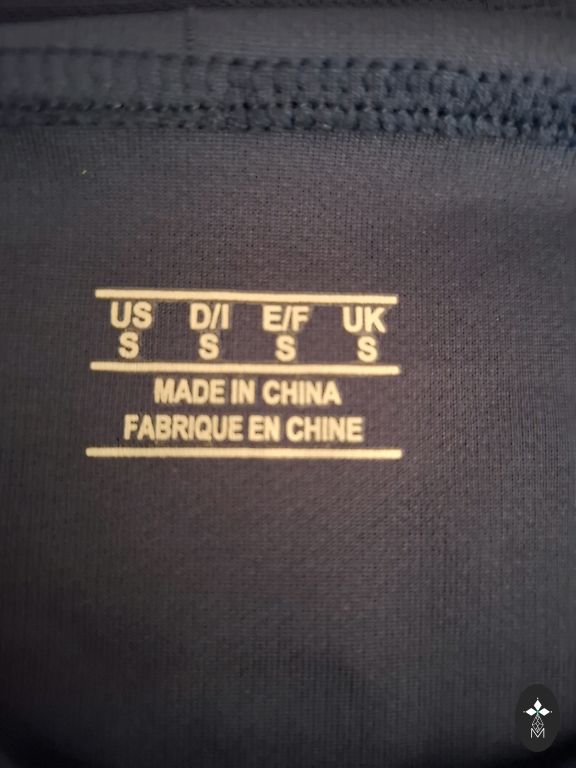 US D/I E/F UK
S S S S
MADE IN CHINA
FABRIQUE EN CHINE
M